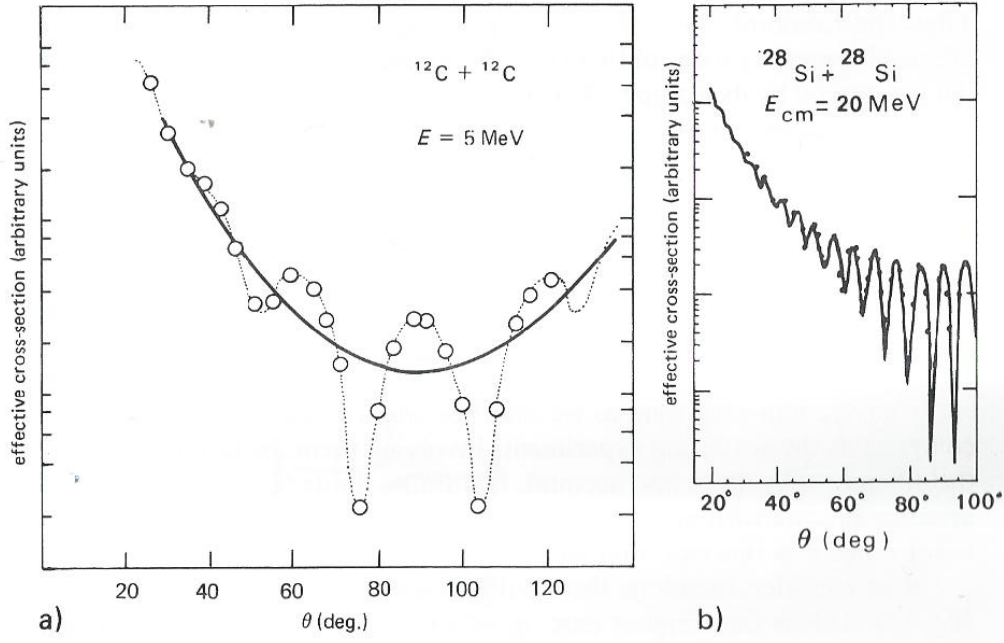 effective cross-section (arbitrary units)
¹²C + ¹²C
E = 5 MeV
20 40 60 80 100 120
θ (deg.)
a)
effective cross-section (arbitrary units)
²⁸Si + ²⁸Si
E_cm = 20 MeV
20° 40° 60° 80° 100°
θ (deg)
b)